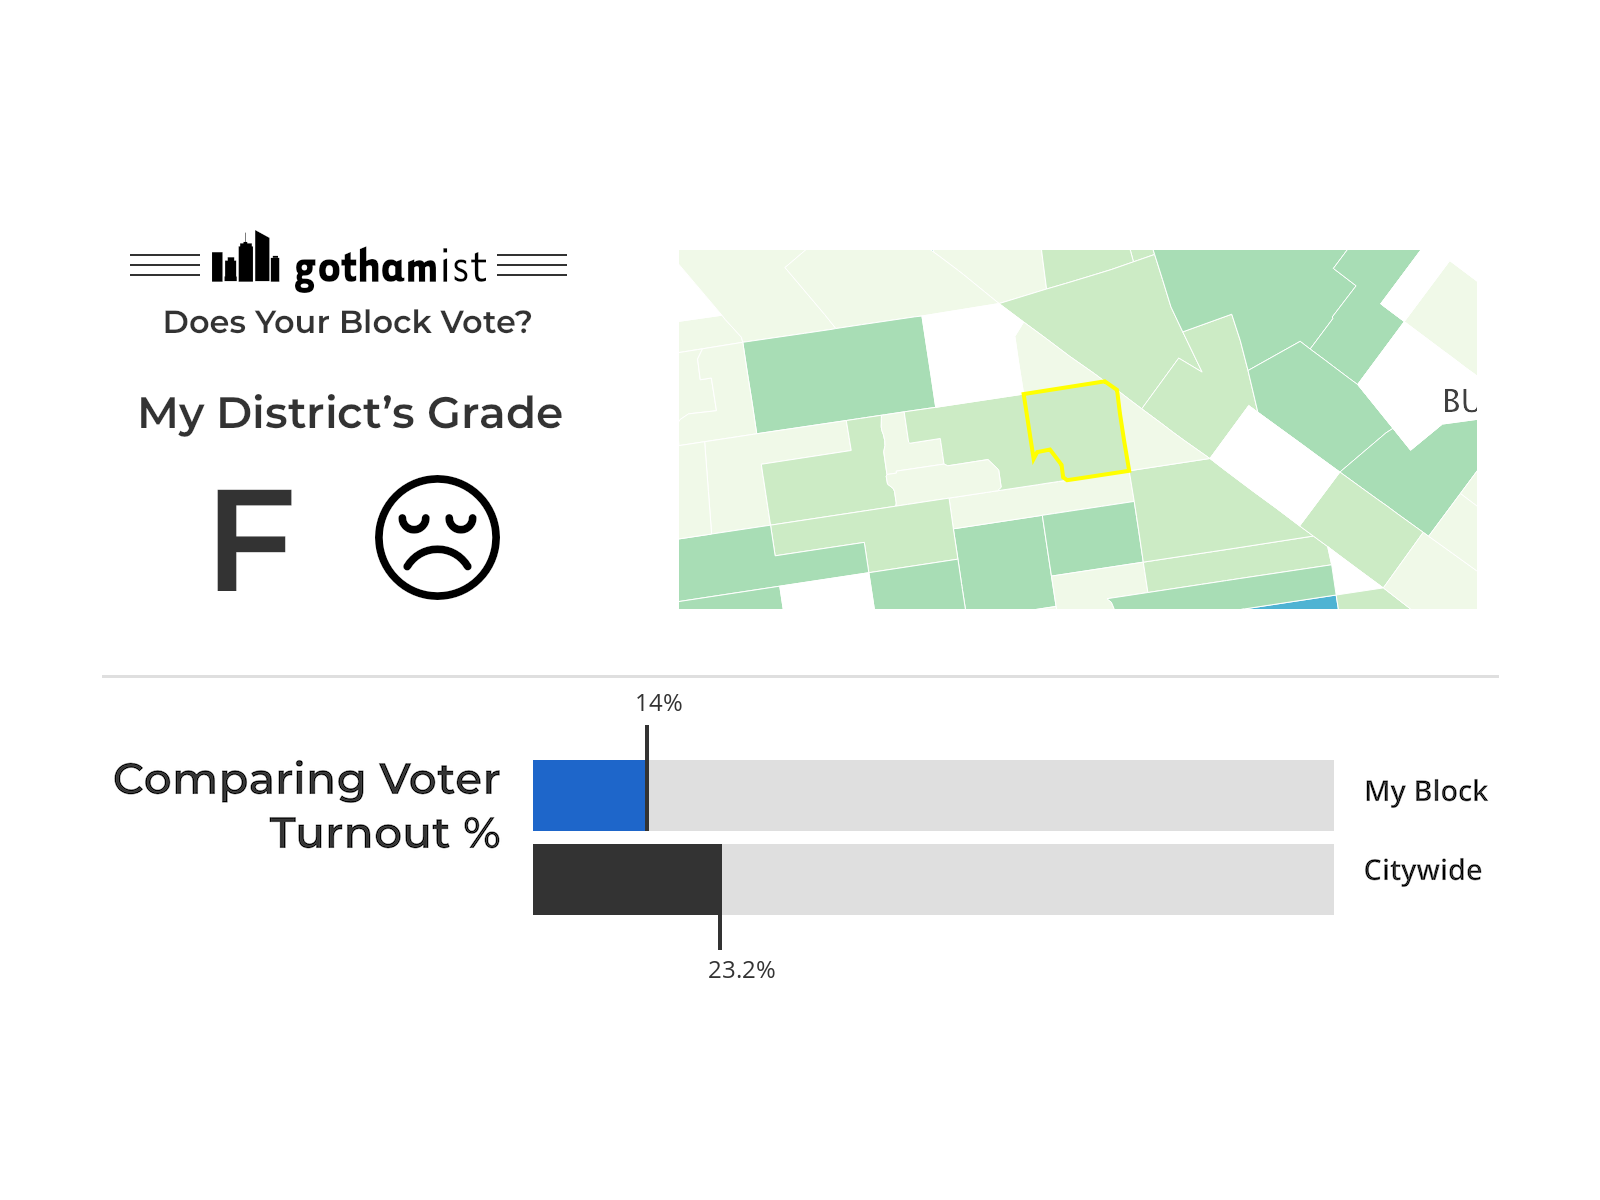 gothamist
Does Your Block Vote?
My District's Grade
F
BU
14%
Comparing Voter
Turnout %
My Block
Citywide
23.2%